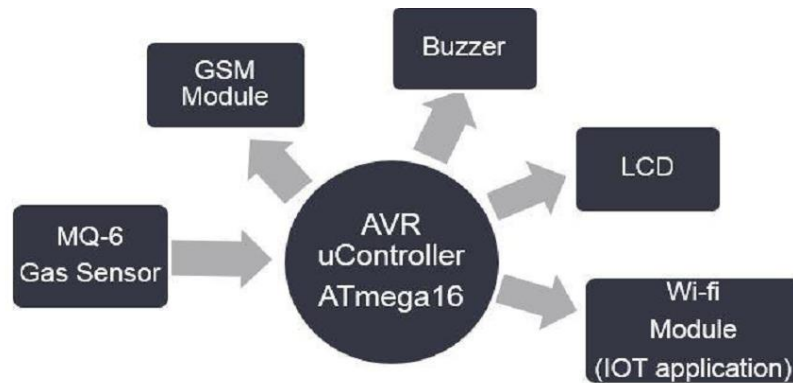 GSM
Module
Buzzer
LCD
MQ-6
Gas Sensor
AVR
uController
ATmega16
Wi-fi
Module
(IOT application)